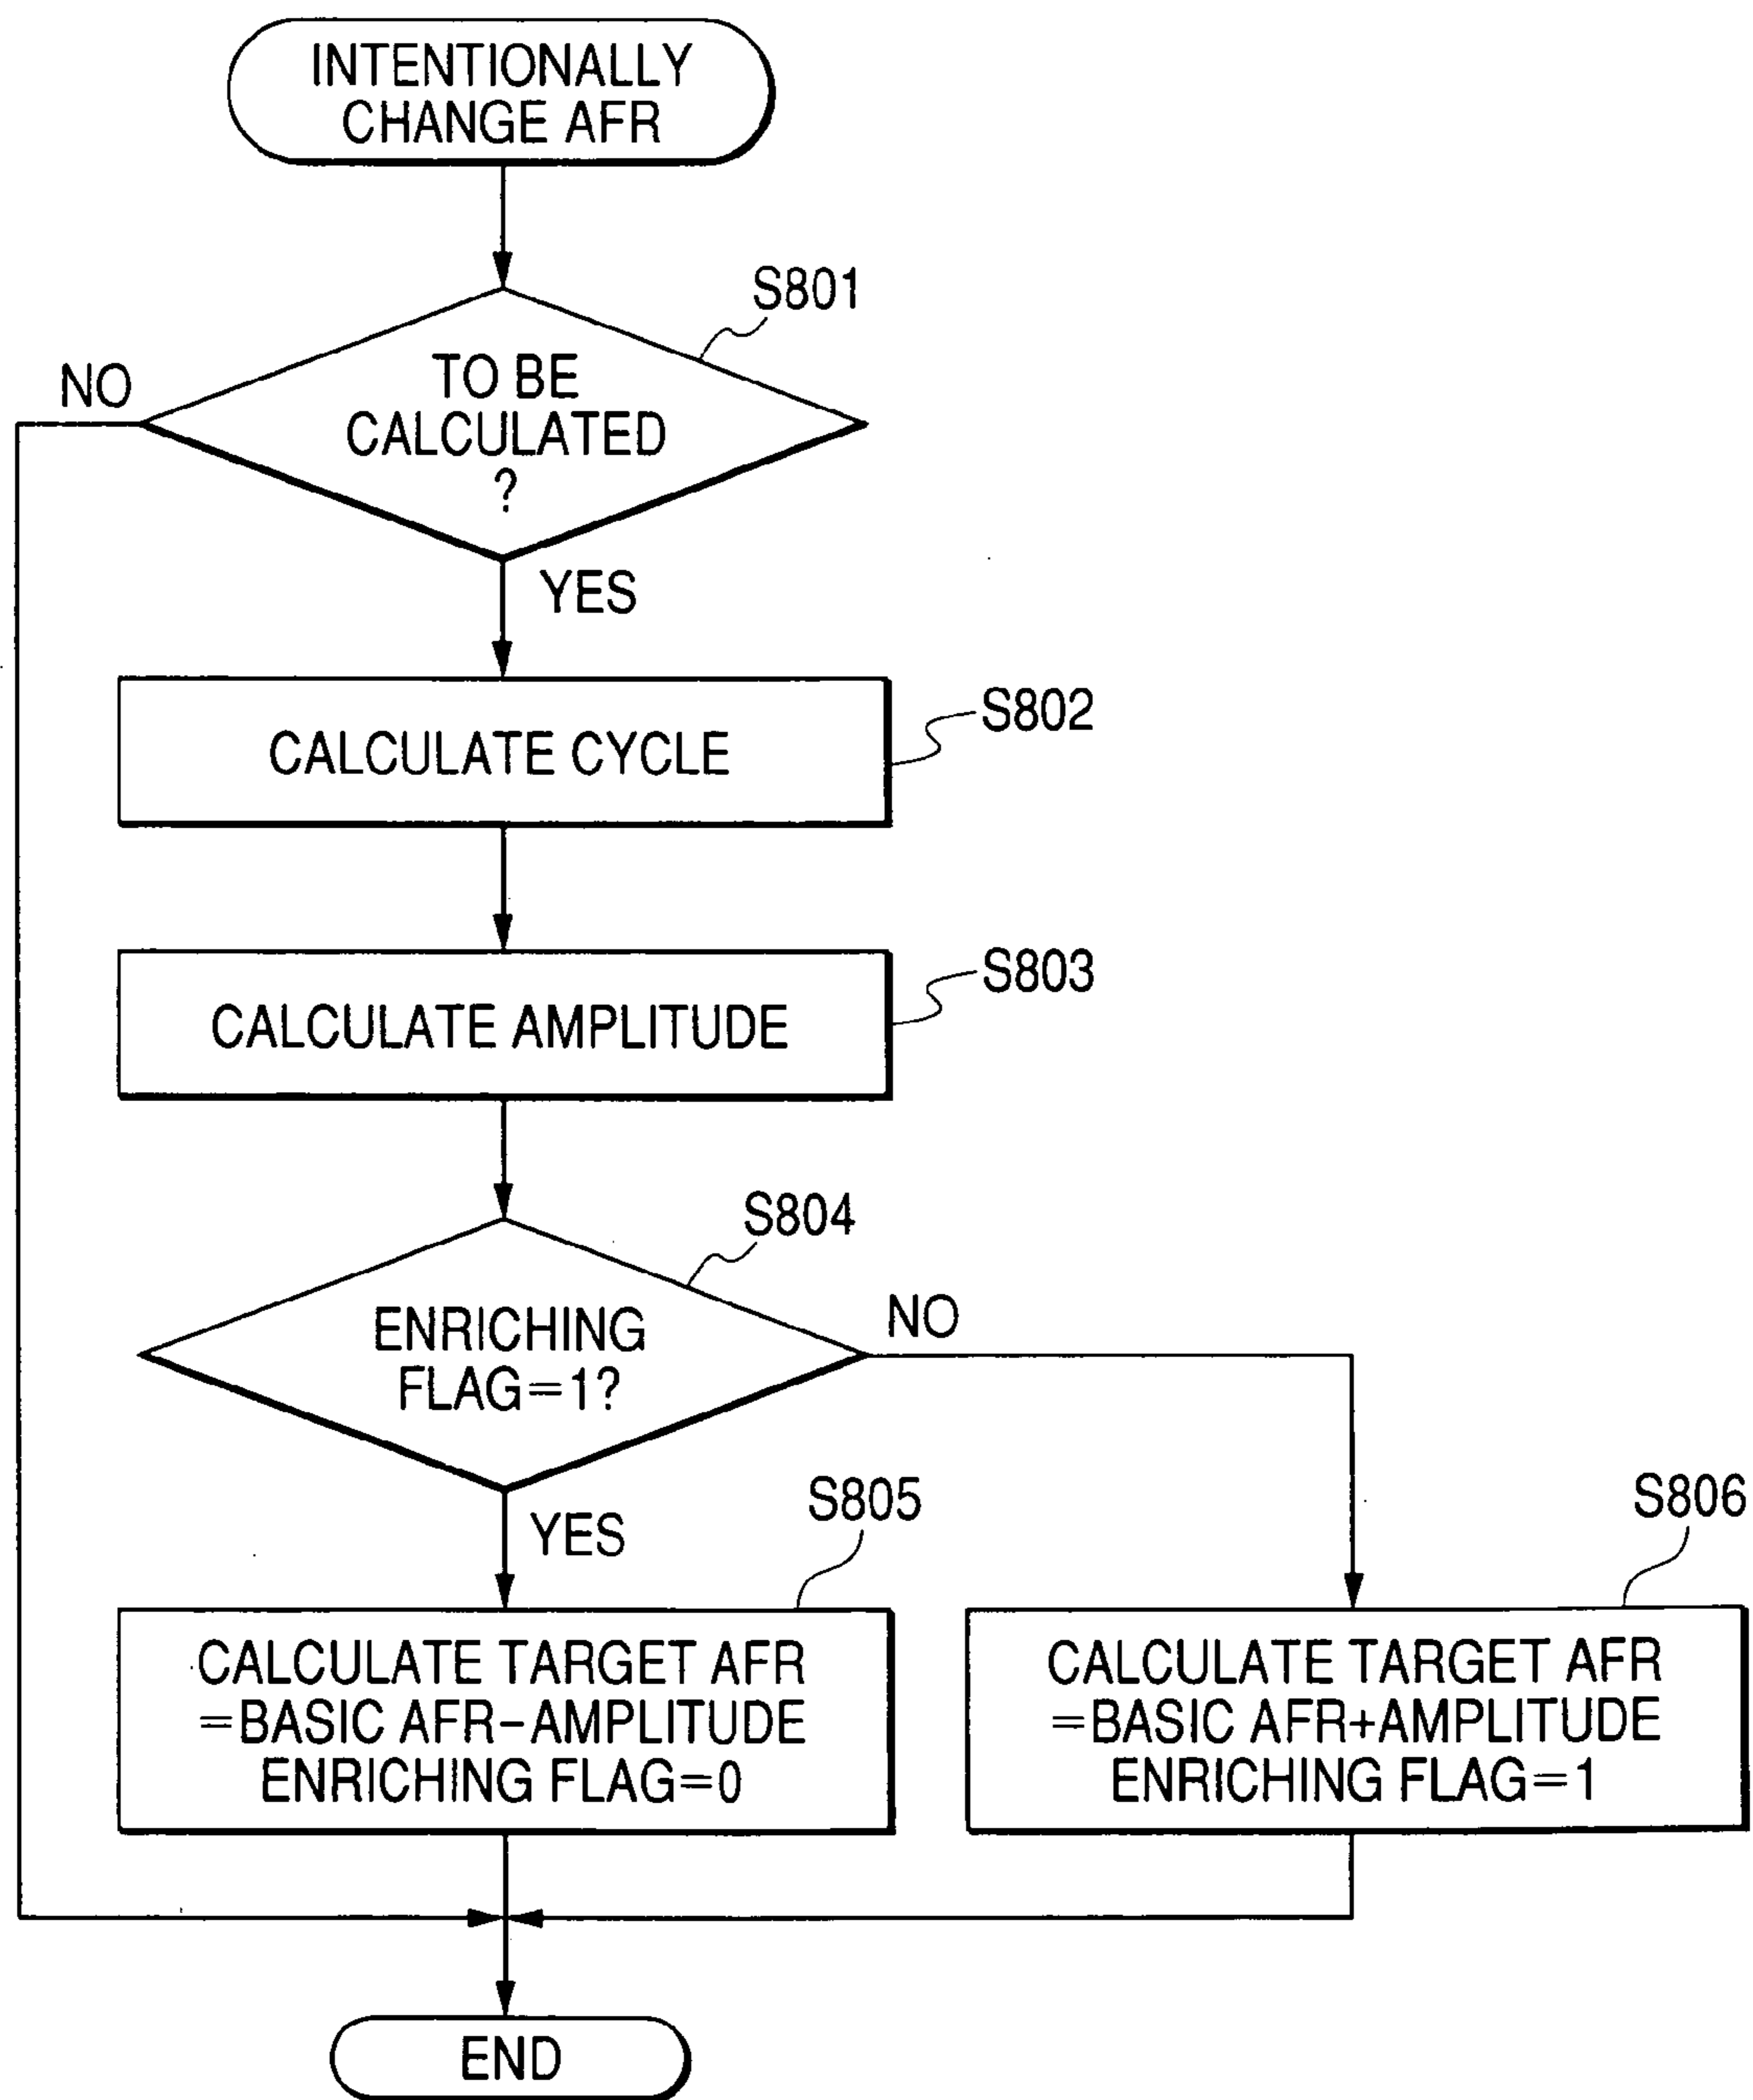 INTENTIONALLY
CHANGE AFR
S801
NO
TO BE
CALCULATED
?
YES
S802
CALCULATE CYCLE
S803
CALCULATE AMPLITUDE
S804
ENRICHING
FLAG=1?
NO
YES
S805
S806
CALCULATE TARGET AFR
=BASIC AFR-AMPLITUDE
ENRICHING FLAG=0
CALCULATE TARGET AFR
=BASIC AFR+AMPLITUDE
ENRICHING FLAG=1
END